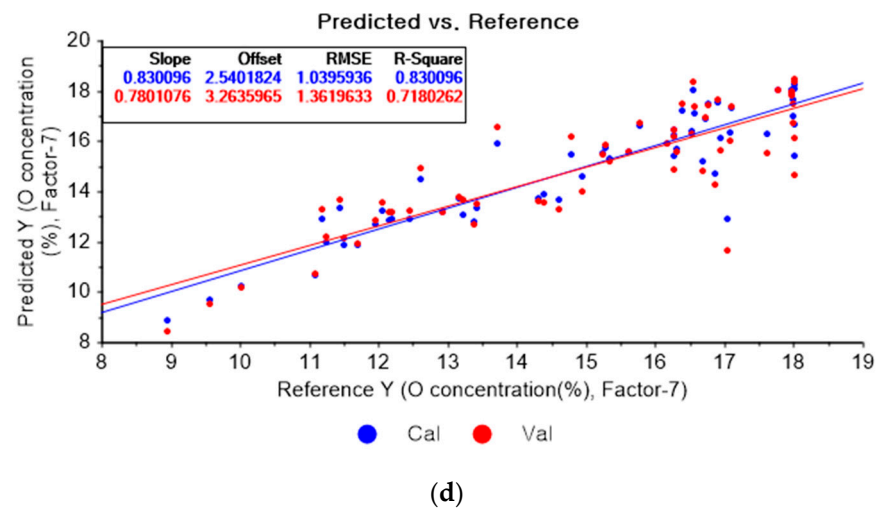 Predicted vs. Reference
Slope Offset RMSE R-Square
0.830096 2.5401824 1.0395936 0.830096
0.7801076 3.2635965 1.3619633 0.7180262
20
18
16
14
12
10
8
Predicted Y (O concentration
(%), Factor-7)
8 9 10 11 12 13 14 15 16 17 18 19
Reference Y (O concentration(%), Factor-7)
Cal Val
(d)